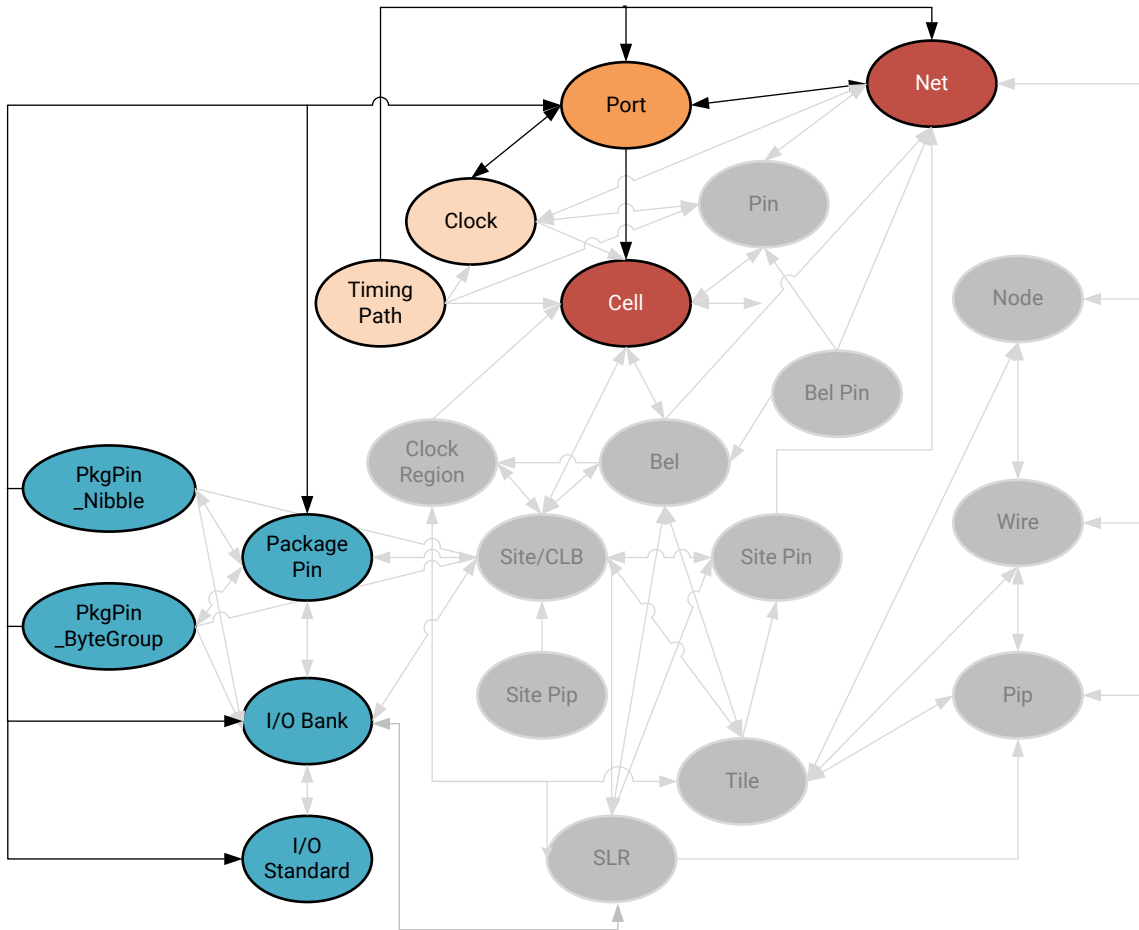 Net
Port
Pin
Clock
Timing
Path
Cell
Node
Bel Pin
Clock
Region
Bel
PkgPin
_Nibble
Package
Pin
Site/CLB
Site Pin
Wire
PkgPin
_ByteGroup
Site Pip
Pip
I/O Bank
Tile
I/O
Standard
SLR